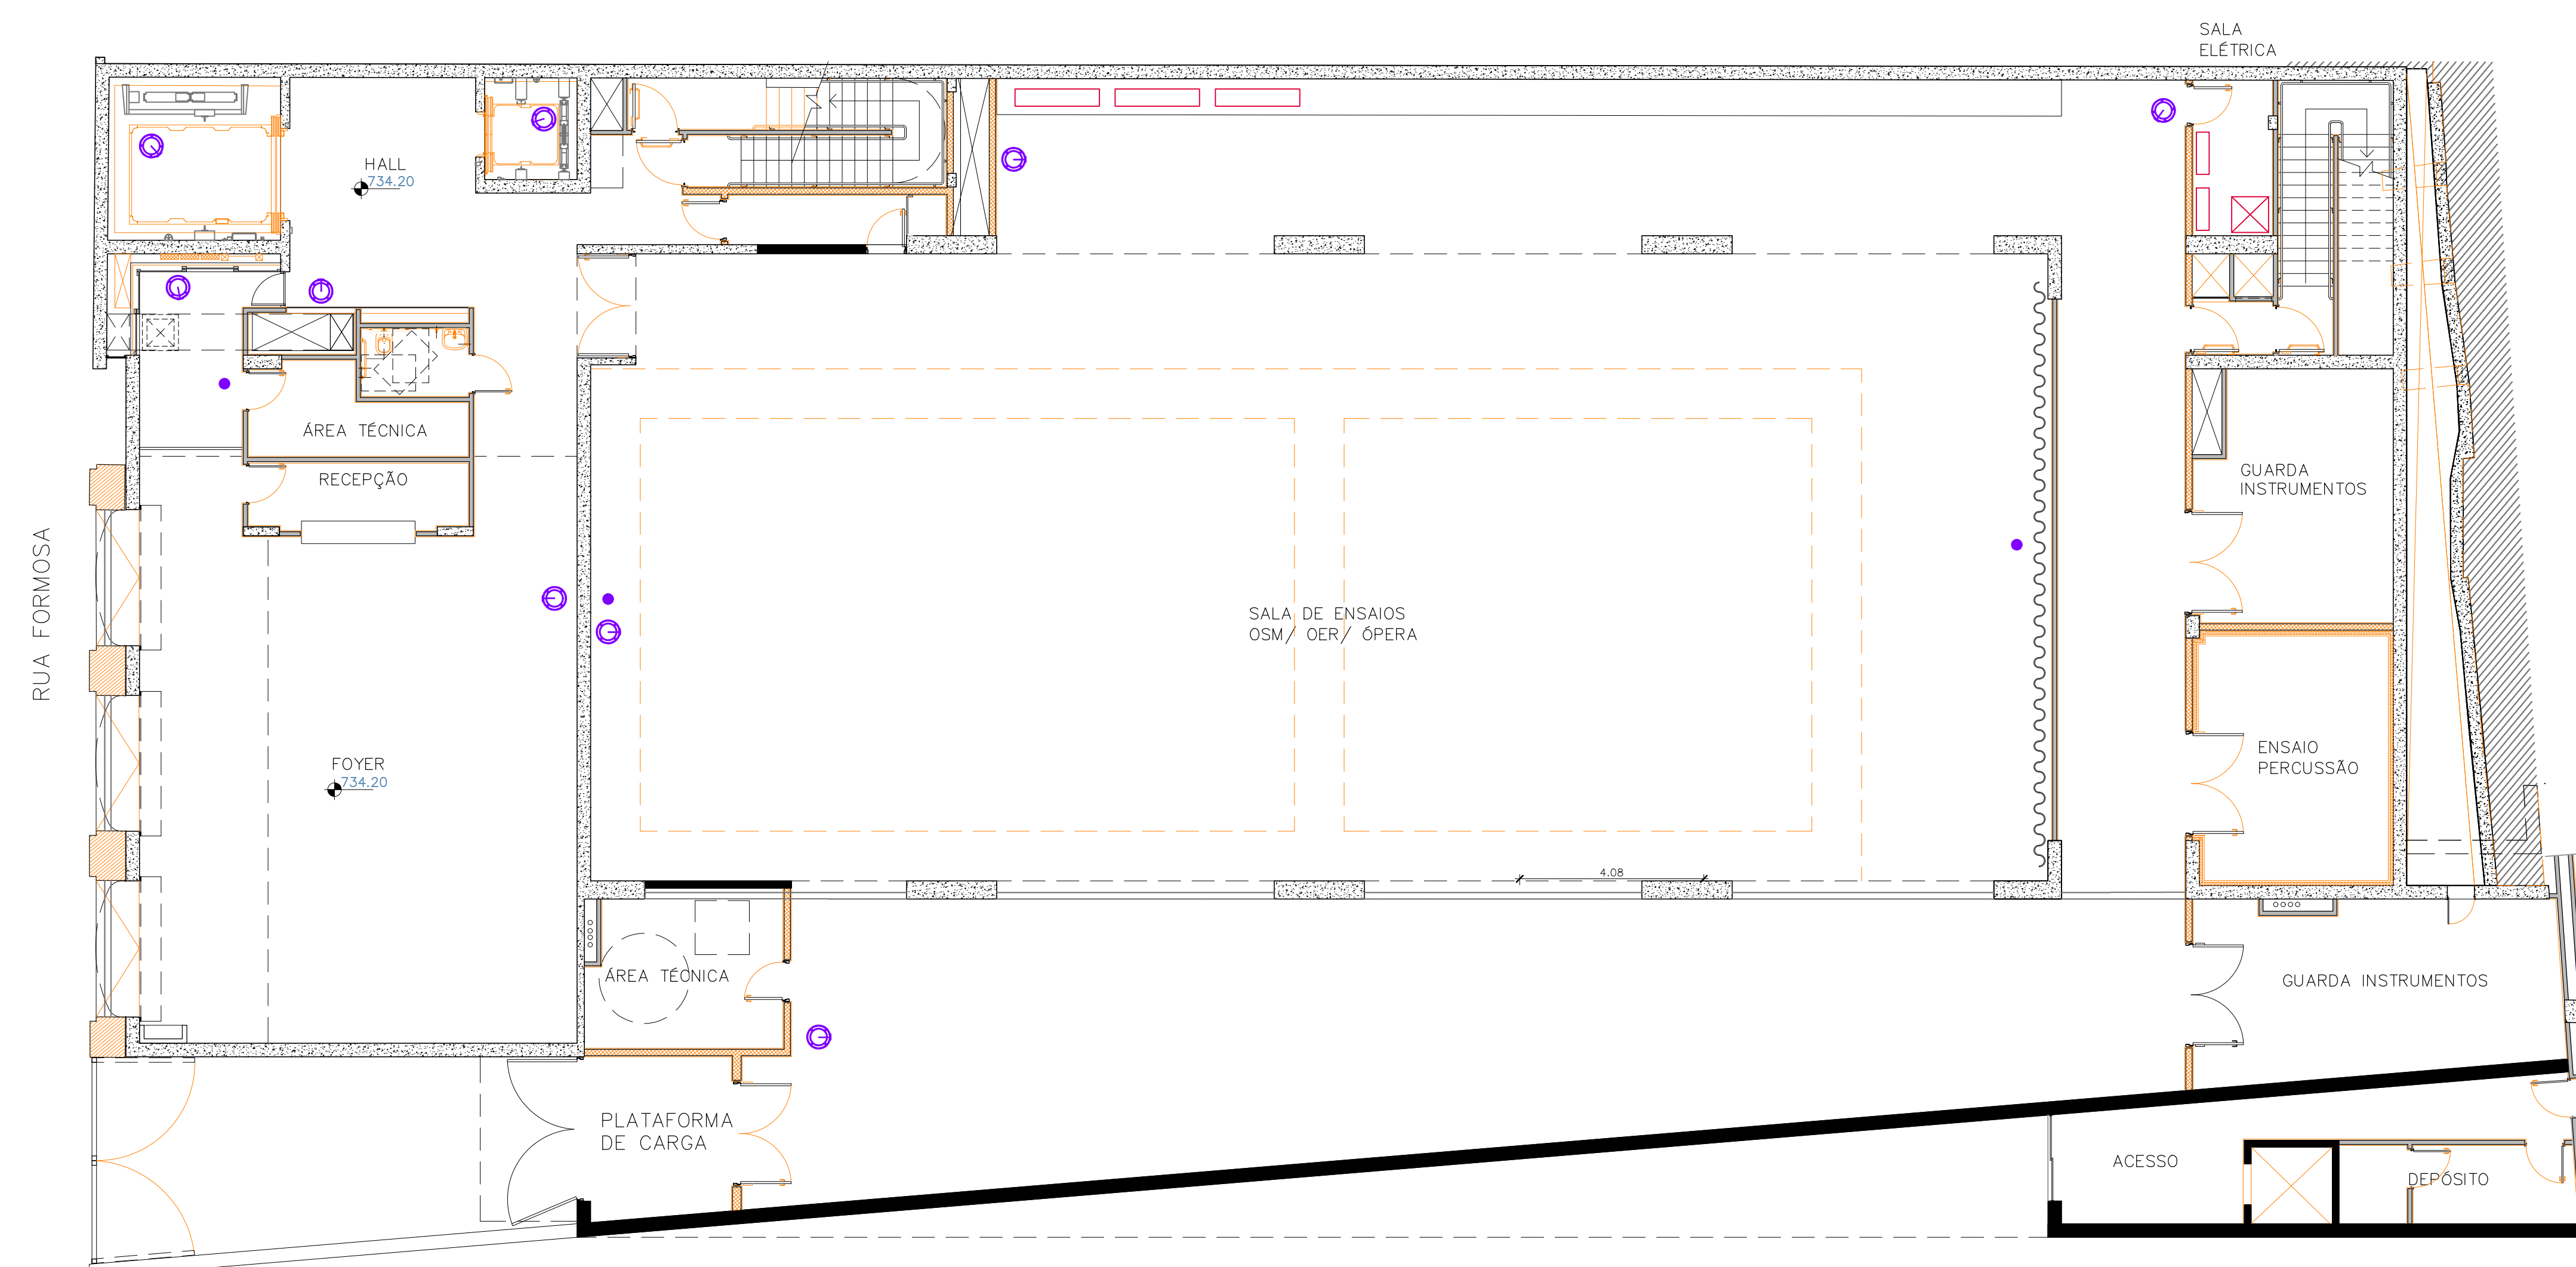 SALA
ELÉTRICA
HALL
734.20
ÁREA TÉCNICA
RECEPÇÃO
GUARDA
INSTRUMENTOS
RUA FORMOSA
SALA DE ENSAIOS
OSM/ OER/ ÓPERA
FOYER
734.20
ENSAIO
PERCUSSÃO
4.08
ÁREA TÉCNICA
GUARDA INSTRUMENTOS
PLATAFORMA
DE CARGA
ACESSO
DEPÓSITO